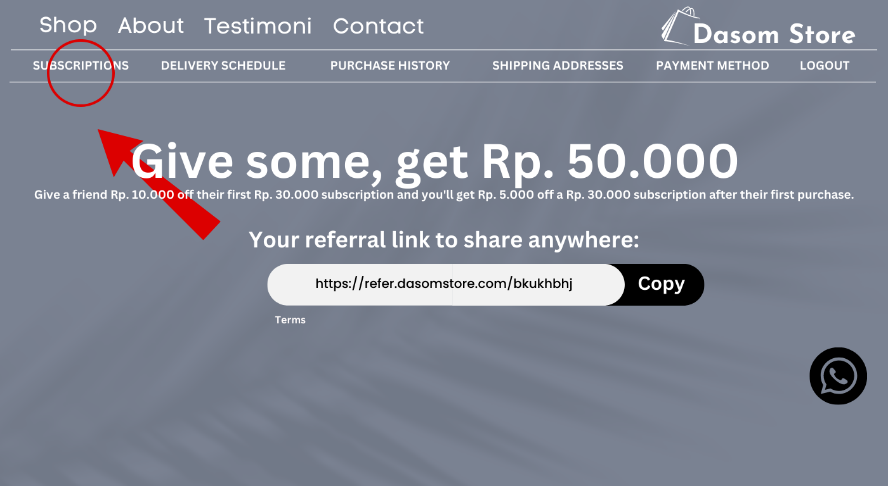 Shop About Testimoni Contact
Dasom Store
SUBSCRIPTIONS DELIVERY SCHEDULE PURCHASE HISTORY SHIPPING ADDRESSES PAYMENT METHOD LOGOUT
Give some, get Rp. 50.000
Give a friend Rp. 10.000 off their first Rp. 30.000 subscription and you'll get Rp. 5.000 off a Rp. 30.000 subscription after their first purchase.
Your referral link to share anywhere:
https://refer.dasomstore.com/bkukhbhj Copy
Terms